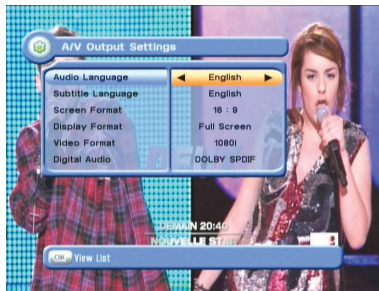 A/V Output Settings
Audio Language ◀ English ▶
Subtitle Language English
Screen Format 16 : 9
Display Format Full Screen
Video Format 1080i
Digital Audio DOLBY SPDIF
DEMAIN 20:40
NOUVELLE STAR
OK View List